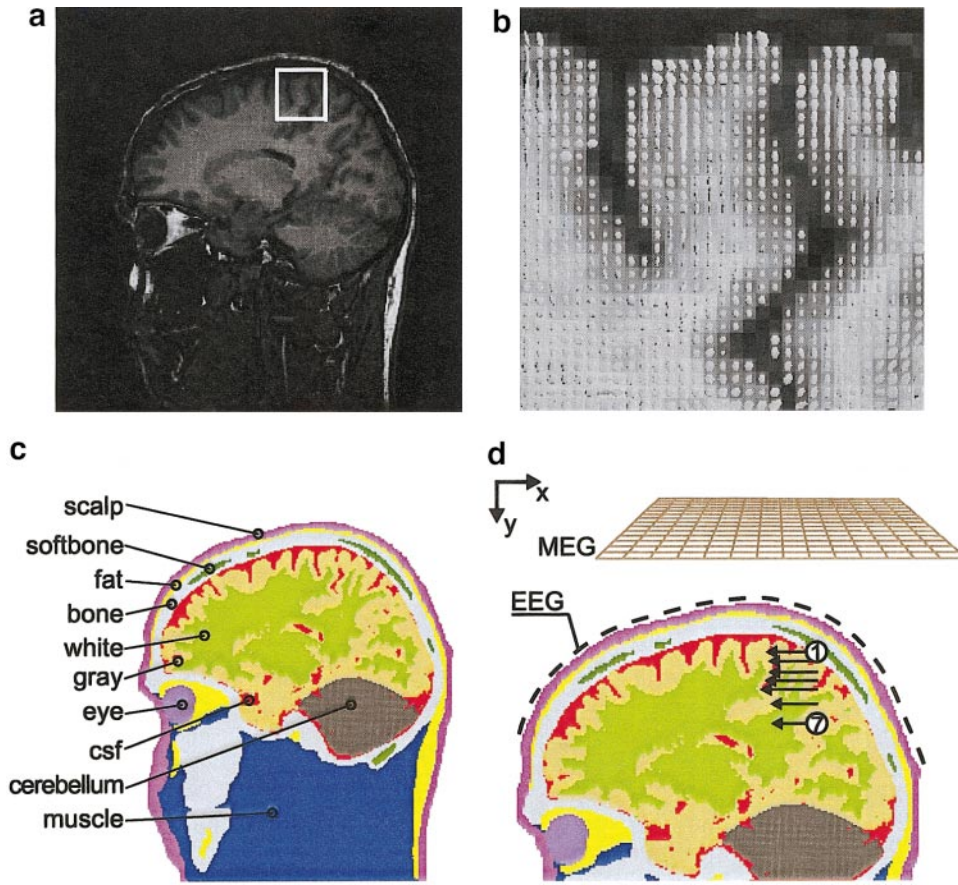 a
b
c
scalp
softbone
fat
bone
white
gray
eye
csf
cerebellum
muscle
d
x
y
MEG
EEG
1
7